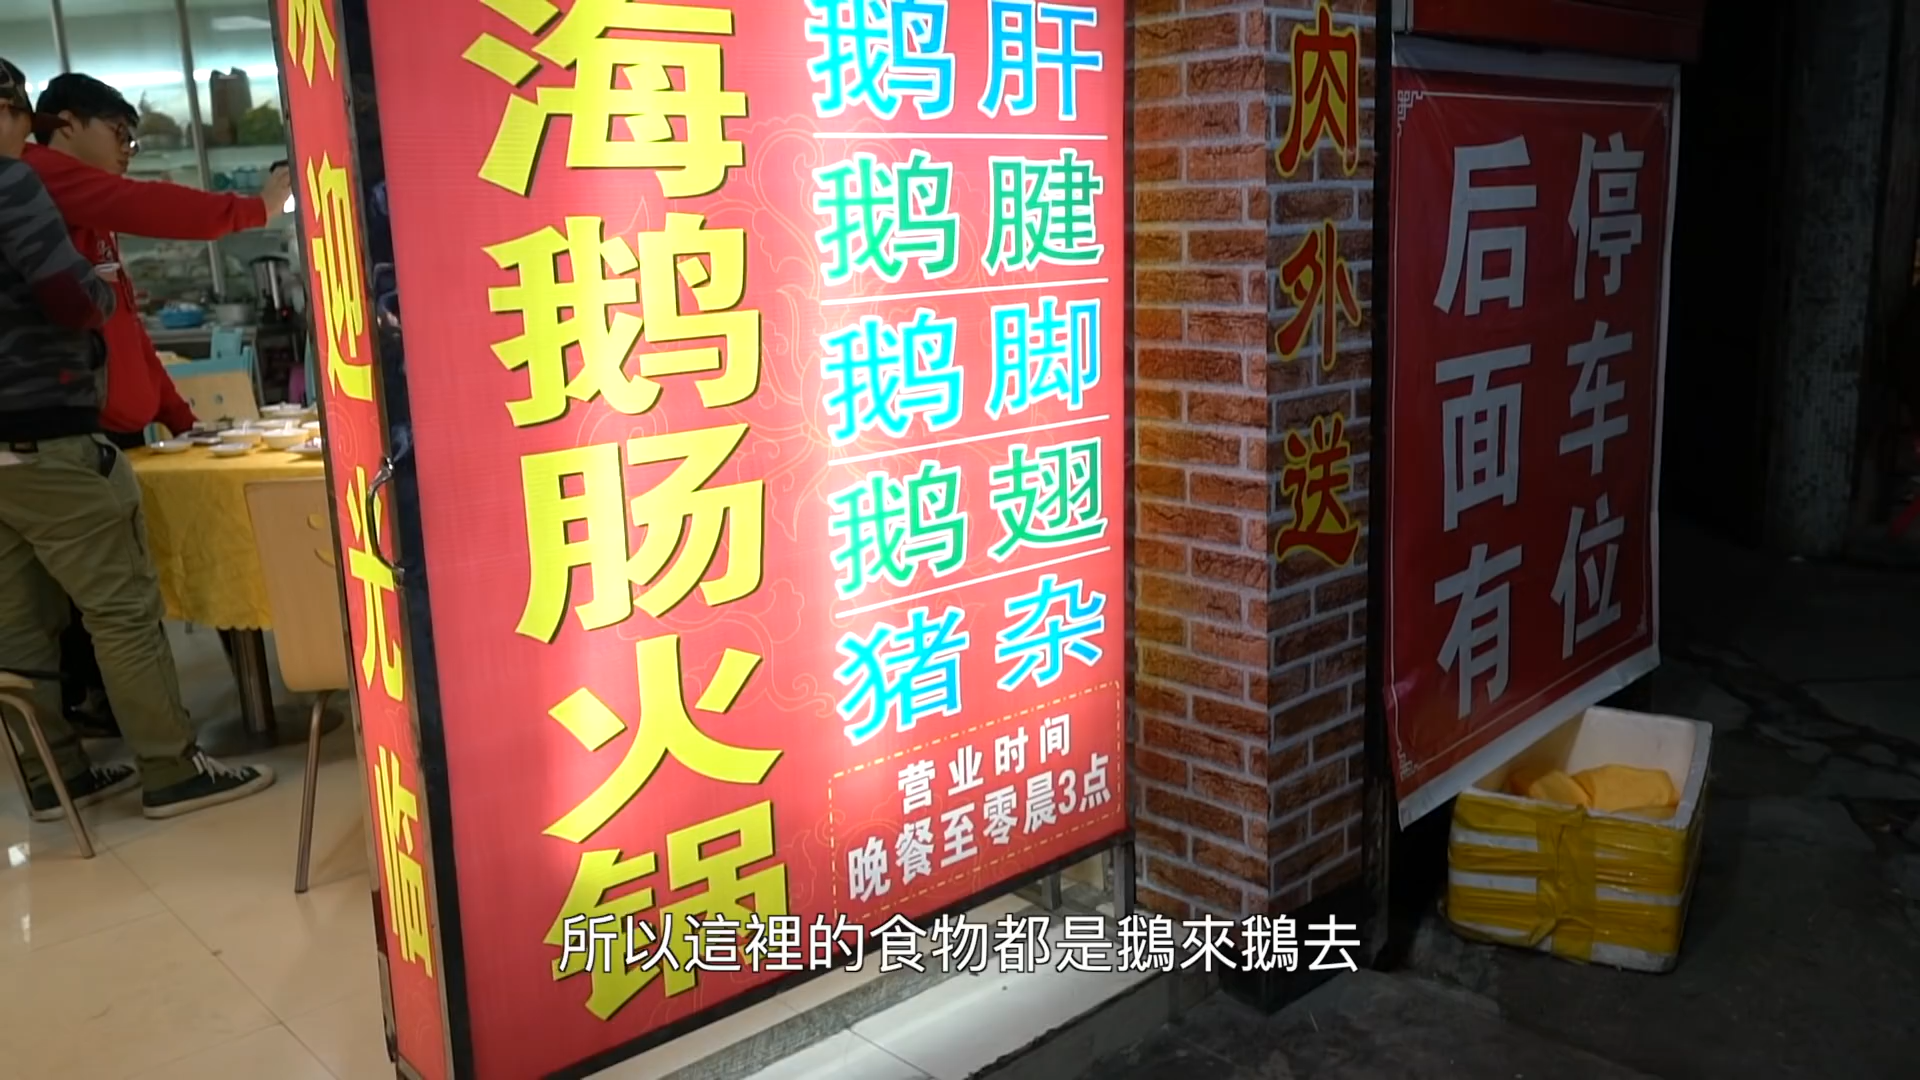 迎光临
海鹅肠火锅
鹅肝
鹅腱
鹅脚
鹅翅
猪杂
营业时间
晚餐至零晨3点
肉外送
停车位
后面有
所以這裡的食物都是鵝來鵝去